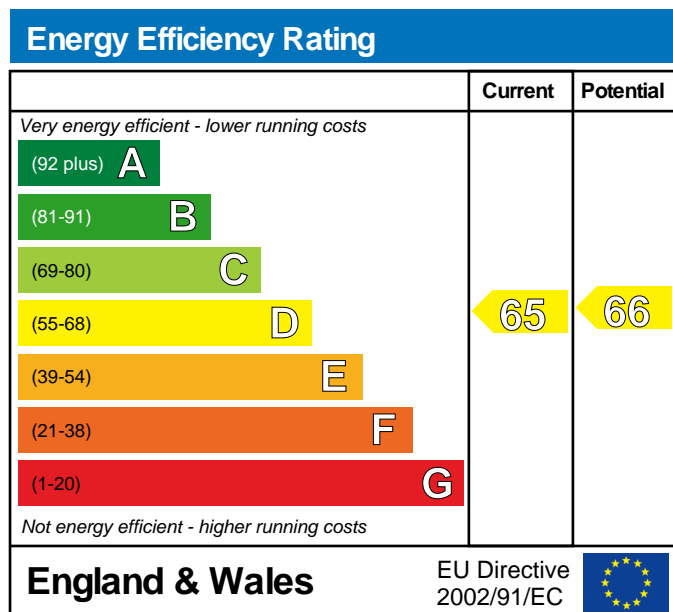 Energy Efficiency Rating
Current Potential
Very energy efficient - lower running costs
(92 plus) A
(81-91) B
(69-80) C
(55-68) D 65 66
(39-54) E
(21-38) F
(1-20) G
Not energy efficient - higher running costs
England & Wales
EU Directive
2002/91/EC